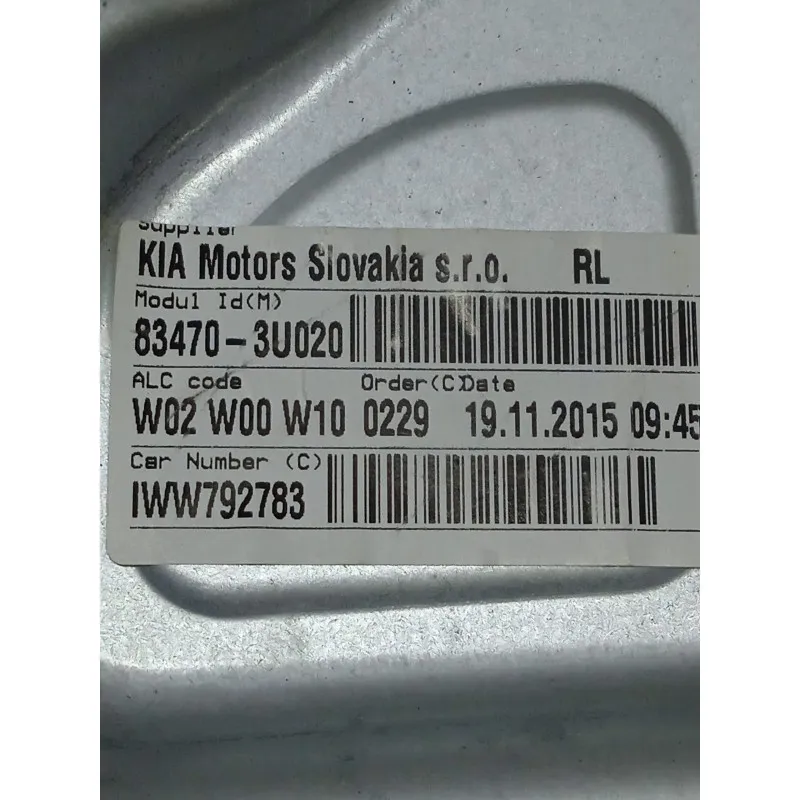 Supplier
KIA Motors Slovakia s.r.o. RL
Modul Id(M)
83470-3U020
ALC code Order(C)Date
W02 W00 W10 0229 19.11.2015 09:45
Car Number (C)
IWW792783